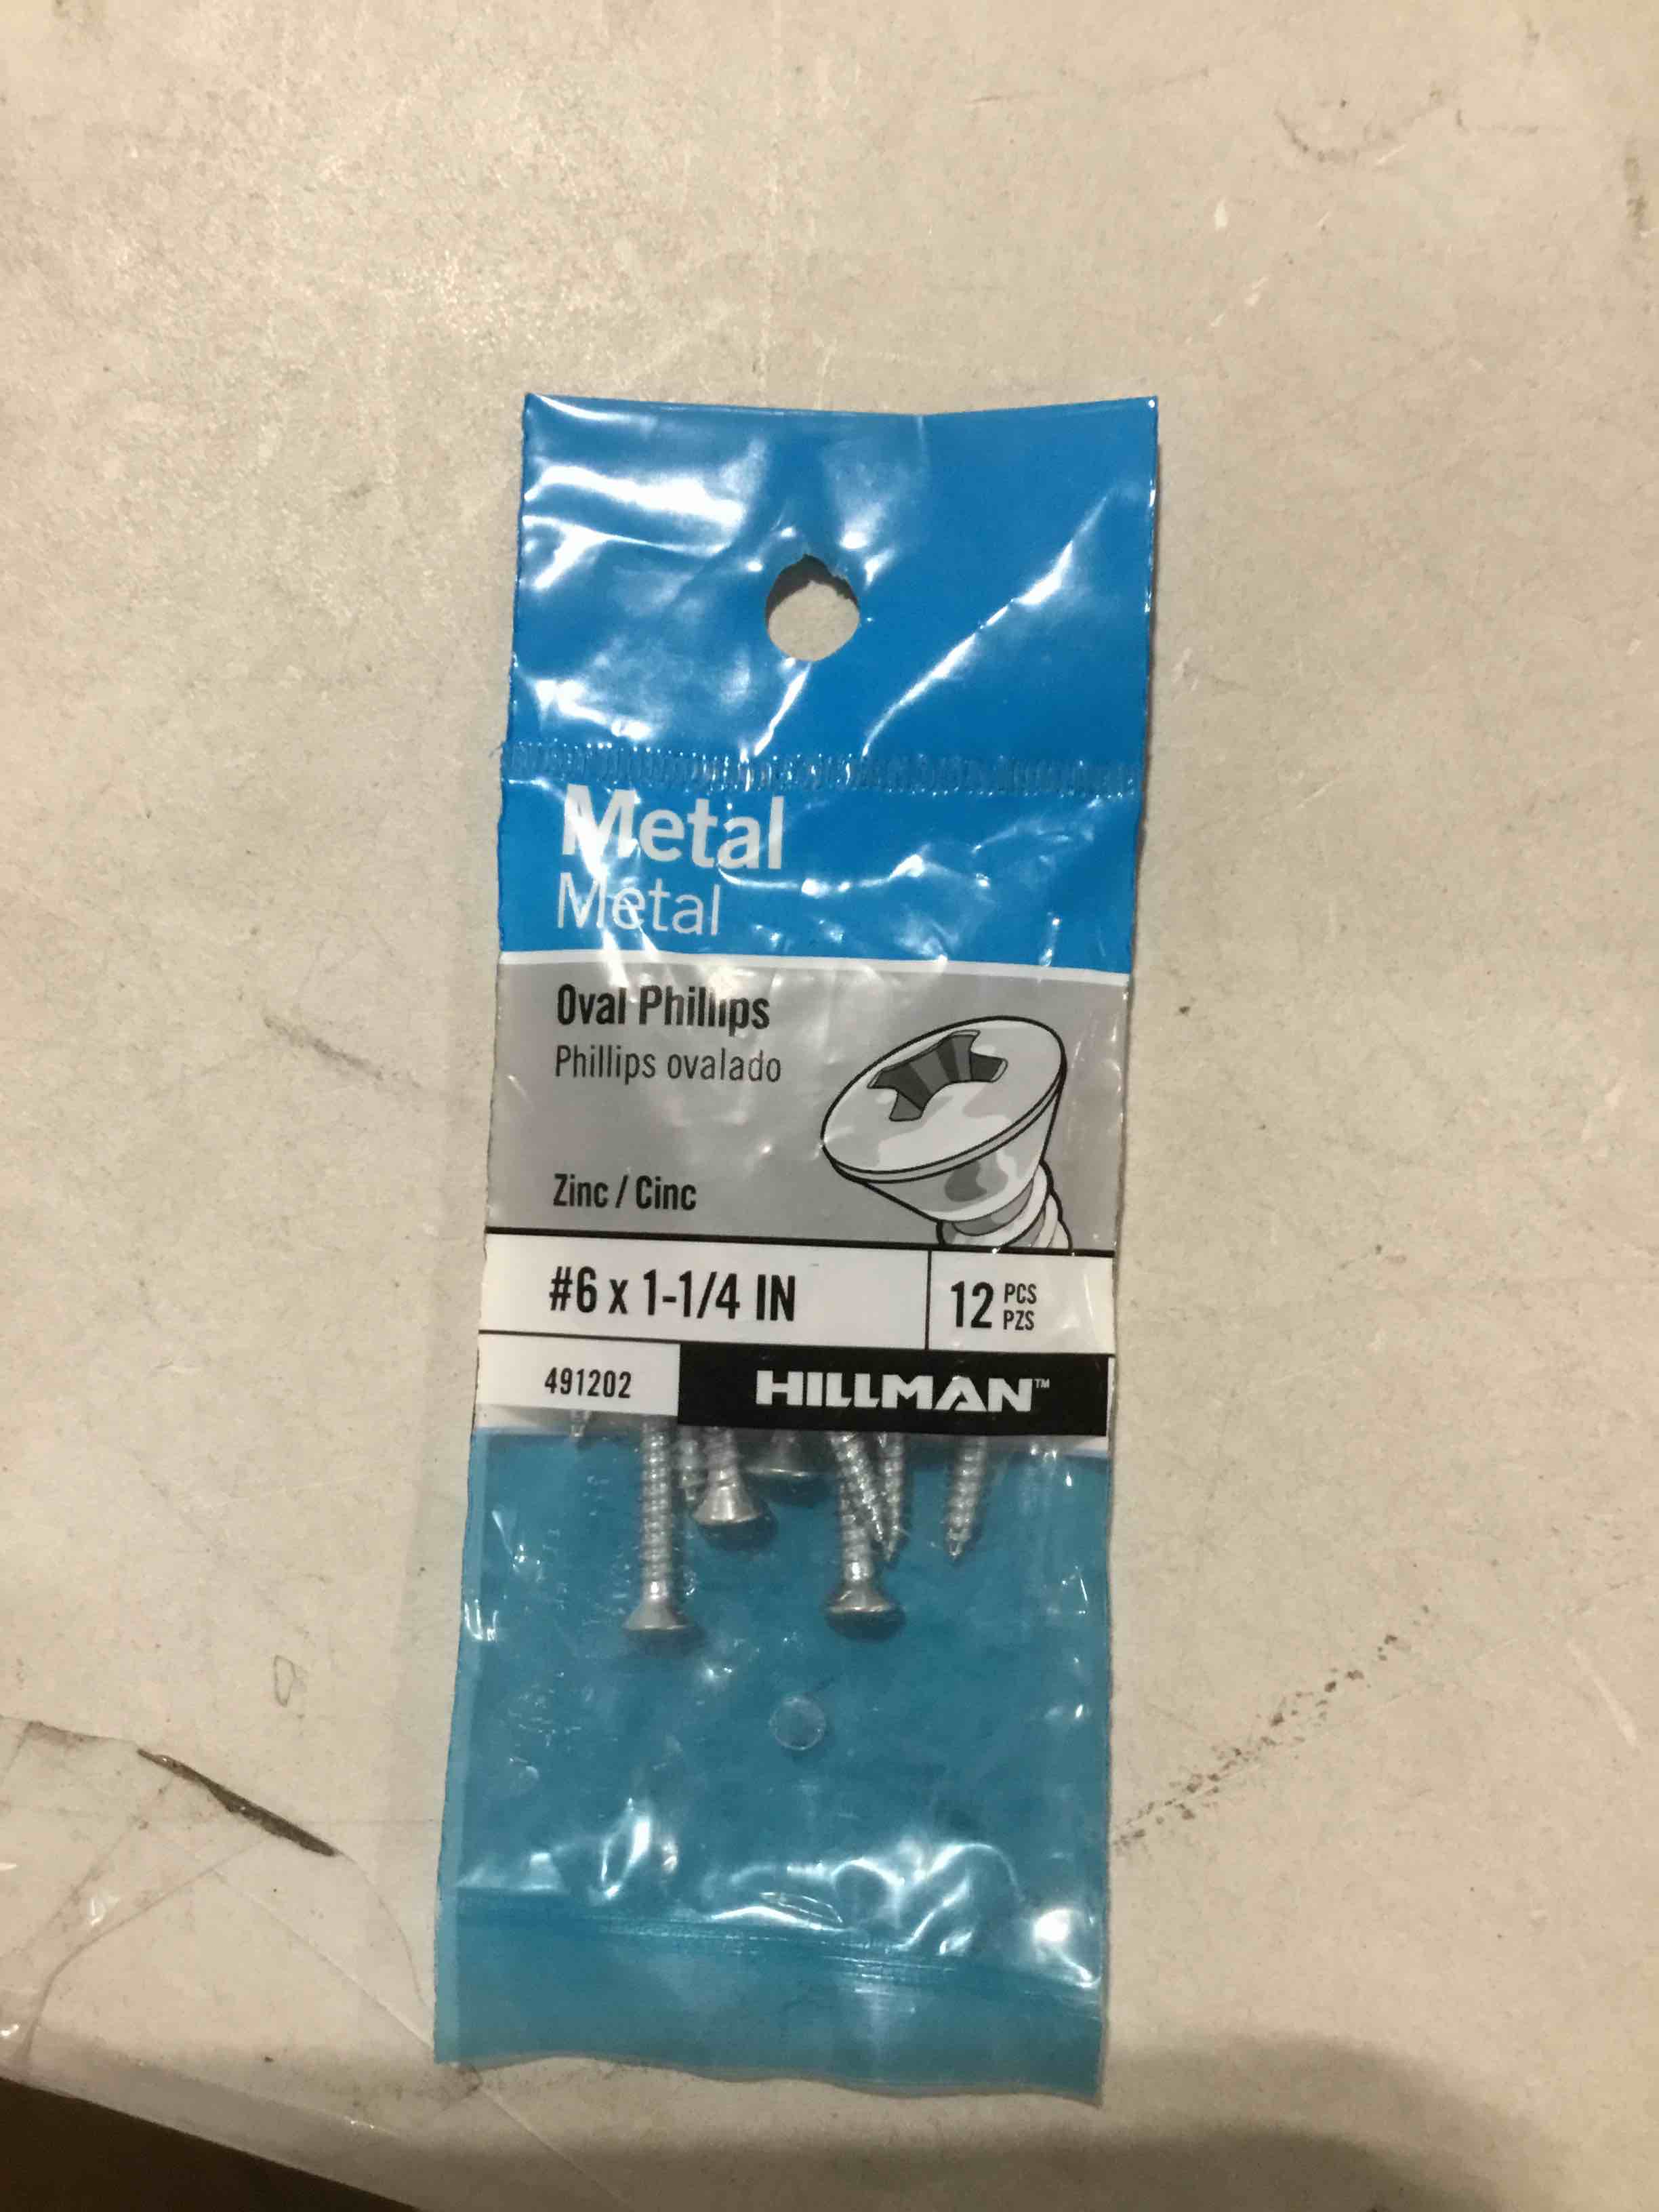 Metal
Metal
Oval Phillips
Phillips ovalado
Zinc / Cinc
#6 x 1-1/4 IN
12 PCS
PZS
491202
HILLMAN™